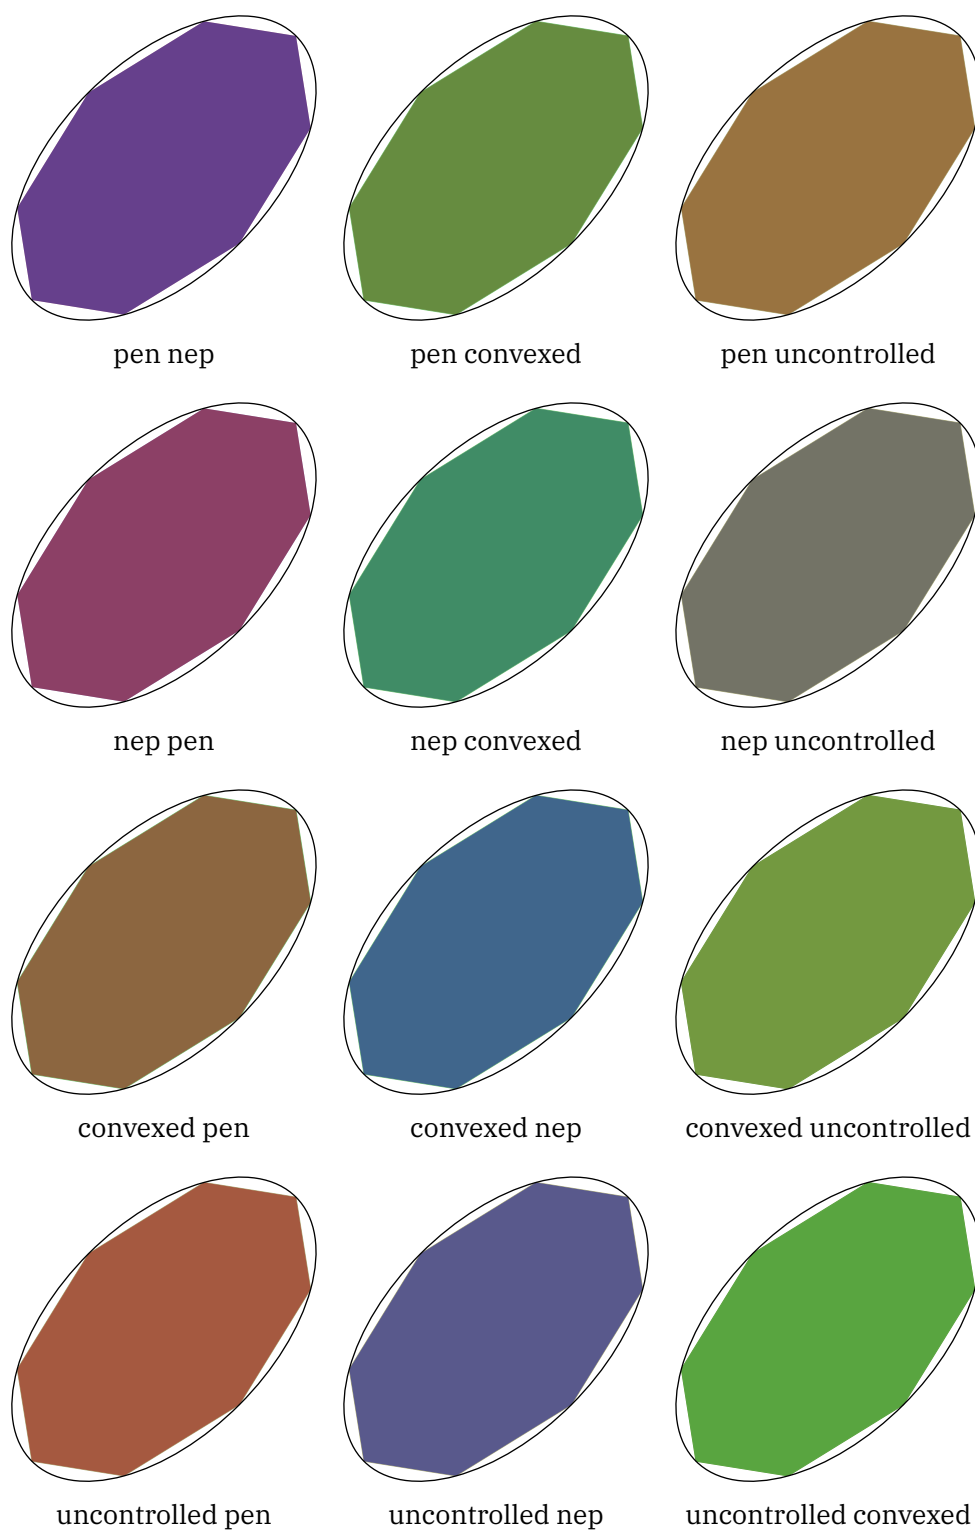 pen nep
pen convexed
pen uncontrolled
nep pen
nep convexed
nep uncontrolled
convexed pen
convexed nep
convexed uncontrolled
uncontrolled pen
uncontrolled nep
uncontrolled convexed